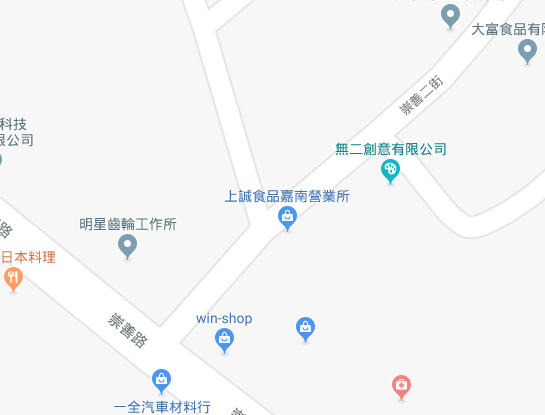 大富食品有
崇善二街
科技
限公司
無二創意有限公司
上誠食品嘉南營業所
明星齒輪工作所
路
日本料理
崇善路
win-shop
一全汽車材料行